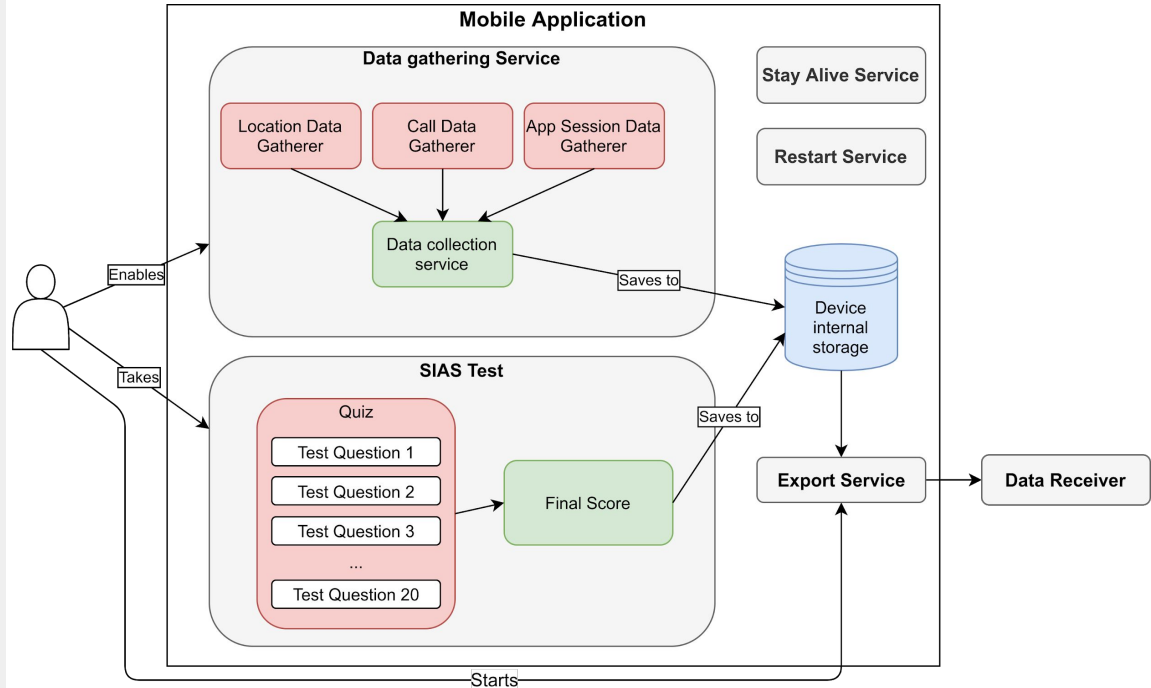 Mobile Application
Data gathering Service
Stay Alive Service
Location Data
Gatherer
Call Data
Gatherer
App Session Data
Gatherer
Restart Service
Data collection
service
Enables
Saves to
Device
internal
storage
Takes
SIAS Test
Quiz
Test Question 1
Test Question 2
Test Question 3
...
Test Question 20
Final Score
Saves to
Export Service
Data Receiver
Starts